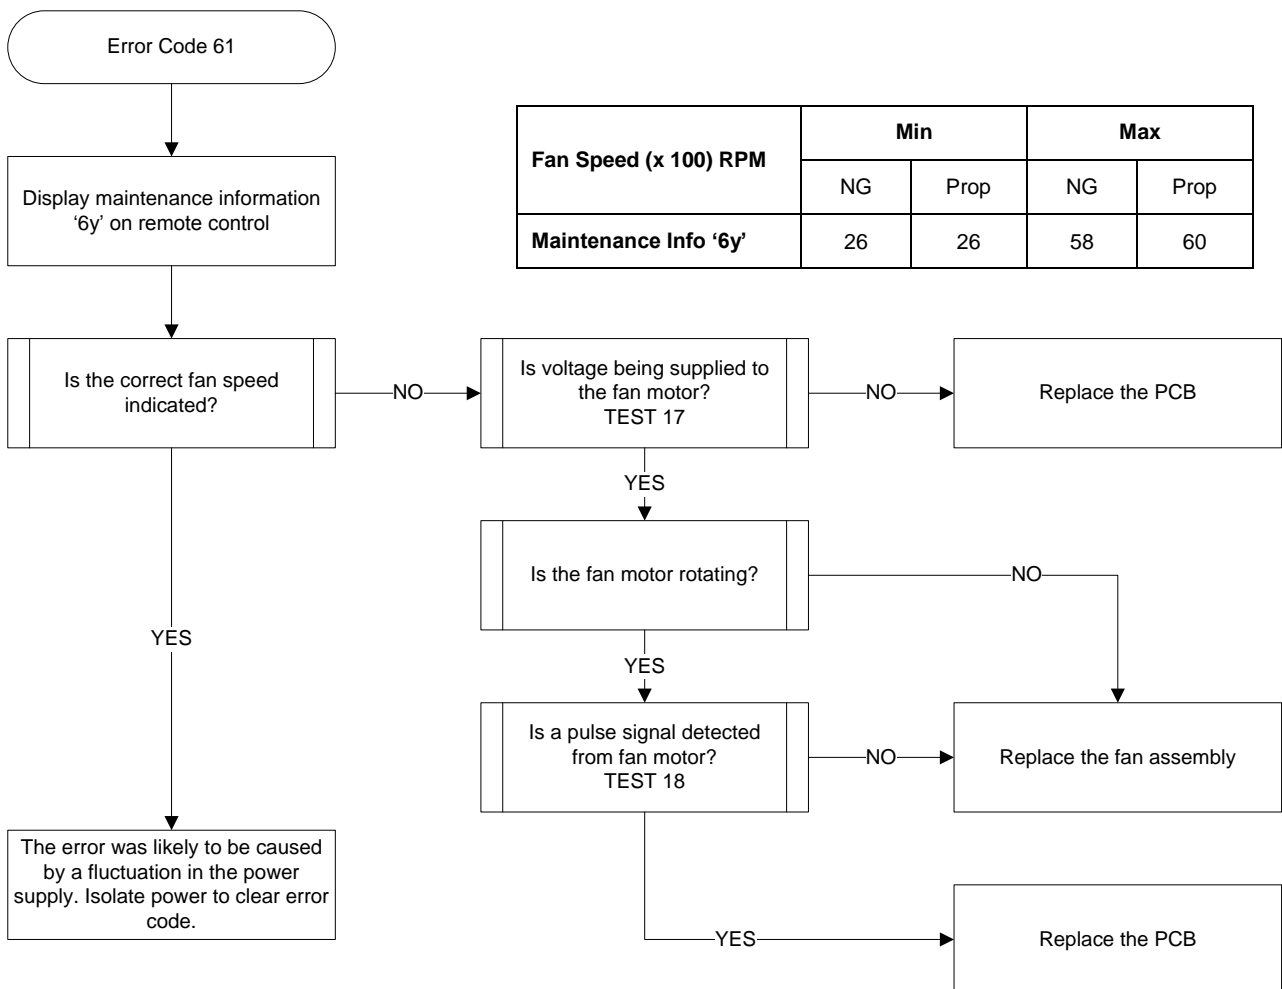 Error Code 61
Display maintenance information
‘6y’ on remote control
Fan Speed (x 100) RPM
Min
Max
NG
Prop
NG
Prop
Maintenance Info ‘6y’
26
26
58
60
Is the correct fan speed
indicated?
NO
Is voltage being supplied to
the fan motor?
TEST 17
NO
Replace the PCB
YES
Is the fan motor rotating?
NO
YES
YES
Is a pulse signal detected
from fan motor?
TEST 18
NO
Replace the fan assembly
The error was likely to be caused
by a fluctuation in the power
supply. Isolate power to clear error
code.
YES
Replace the PCB